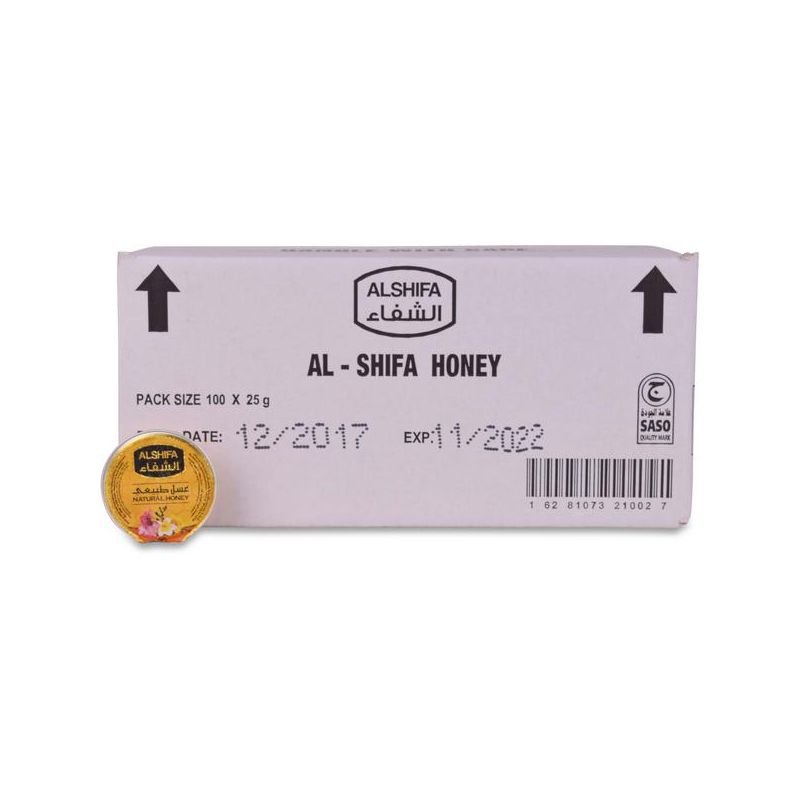 ALSHIFA
الشفاء
AL - SHIFA HONEY
PACK SIZE 100 X 25 g
DATE: 12/2017 EXP: 11/2022
علامة الجودة
SASO
QUALITY MARK
1 62 81073 21002 7
ALSHIFA
الشفاء
عسل طبيعي
NATURAL HONEY